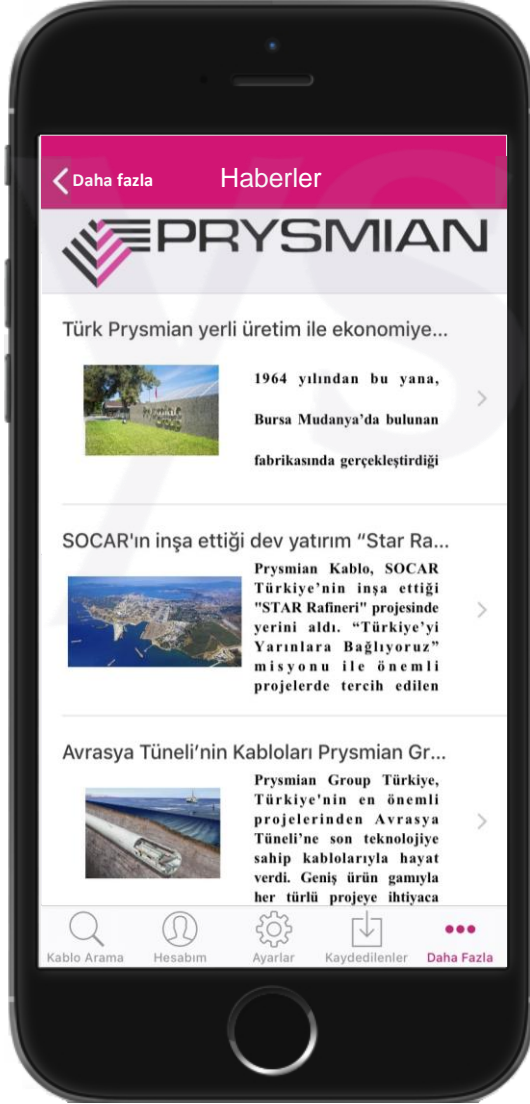 Daha fazla
Haberler
PRYSMIAN
Türk Prysmian yerli üretim ile ekonomiye...
1964 yılından bu yana,
Bursa Mudanya'da bulunan
fabrikasında gerçekleştirdiği
SOCAR'ın inşa ettiği dev yatırım “Star Ra...
Prysmian Kablo, SOCAR
Türkiye'nin inşa ettiği
"STAR Rafineri" projesinde
yerini aldı. “Türkiye'yi
Yarınlara Bağlıyoruz”
misyonu ile önemli
projelerde tercih edilen
Avrasya Tüneli'nin Kabloları Prysmian Gr...
Prysmian Group Türkiye,
Türkiye'nin en önemli
projelerinden Avrasya
Tüneli'ne son teknolojiye
sahip kablolarıyla hayat
verdi. Geniş ürün gamıyla
her türlü projeye ihtiyaca
Kablo Arama
Hesabım
Ayarlar
Kaydedilenler
Daha Fazla